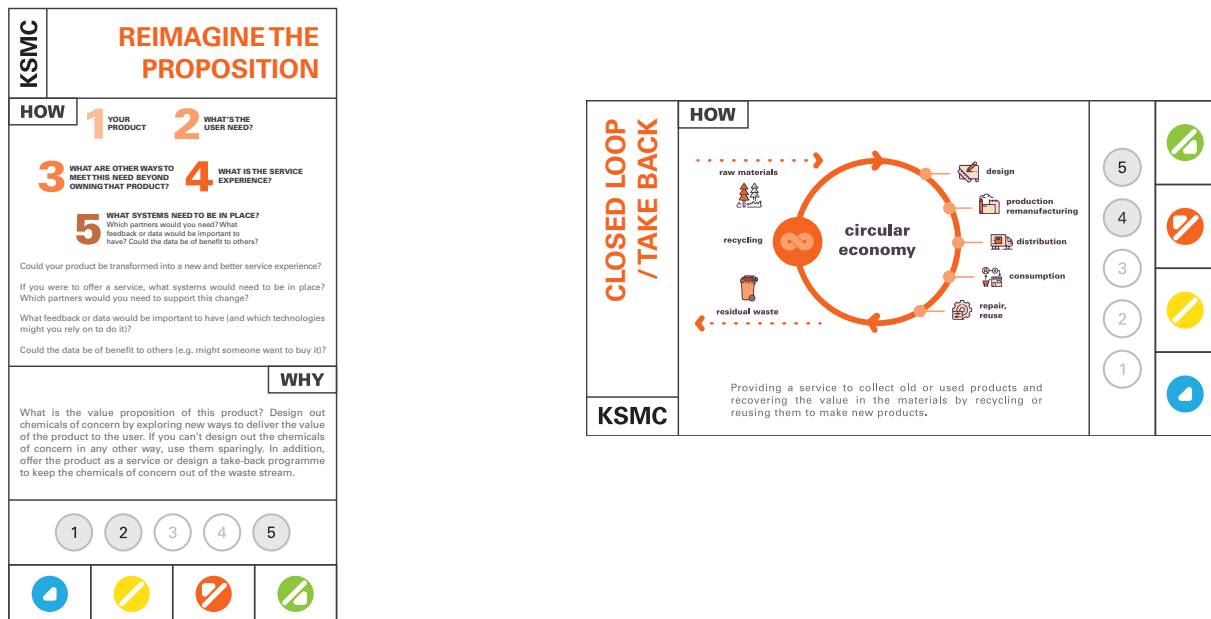 KSMC
REIMAGINE THE
PROPOSITION
HOW
1 YOUR
PRODUCT
2 WHAT'S THE
USER NEED?
3 WHAT ARE OTHER WAYS TO
MEET THIS NEED BEYOND
OWNING THAT PRODUCT?
4 WHAT IS THE SERVICE
EXPERIENCE?
5 WHAT SYSTEMS NEED TO BE IN PLACE?
Which partners would you need? What
feedback or data would be important to
have? Could the data be of benefit to others?
Could your product be transformed into a new and better service experience?
If you were to offer a service, what systems would need to be in place?
Which partners would you need to support this change?
What feedback or data would be important to have (and which technologies
might you rely on to do it)?
Could the data be of benefit to others (e.g. might someone want to buy it)?
WHY
What is the value proposition of this product? Design out
chemicals of concern by exploring new ways to deliver the value
of the product to the user. If you can't design out the chemicals
of concern in any other way, use them sparingly. In addition,
offer the product as a service or design a take-back programme
to keep the chemicals of concern out of the waste stream.
1 2 3 4 5
CLOSED LOOP
/ TAKE BACK
KSMC
HOW
raw materials
recycling
residual waste
circular
economy
design
production
remanufacturing
distribution
consumption
repair,
reuse
Providing a service to collect old or used products and
recovering the value in the materials by recycling or
reusing them to make new products.
5
4
3
2
1